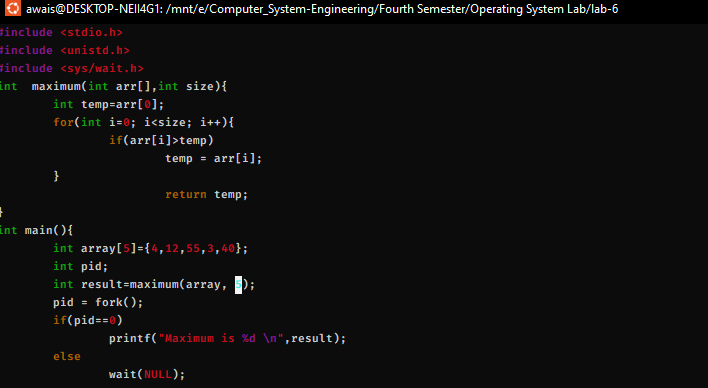 awais@DESKTOP-NEII4G1: /mnt/e/Computer_System-Engineering/Fourth Semester/Operating System Lab/lab-6
#include <stdio.h>
#include <unistd.h>
#include <sys/wait.h>
int  maximum(int arr[],int size){
        int temp=arr[0];
        for(int i=0; i<size; i++){
                if(arr[i]>temp)
                        temp = arr[i];
        }
                        return temp;
}
int main(){
        int array[5]={4,12,55,3,40};
        int pid;
        int result=maximum(array, 5);
        pid = fork();
        if(pid==0)
                printf("Maximum is %d \n",result);
        else
                wait(NULL);